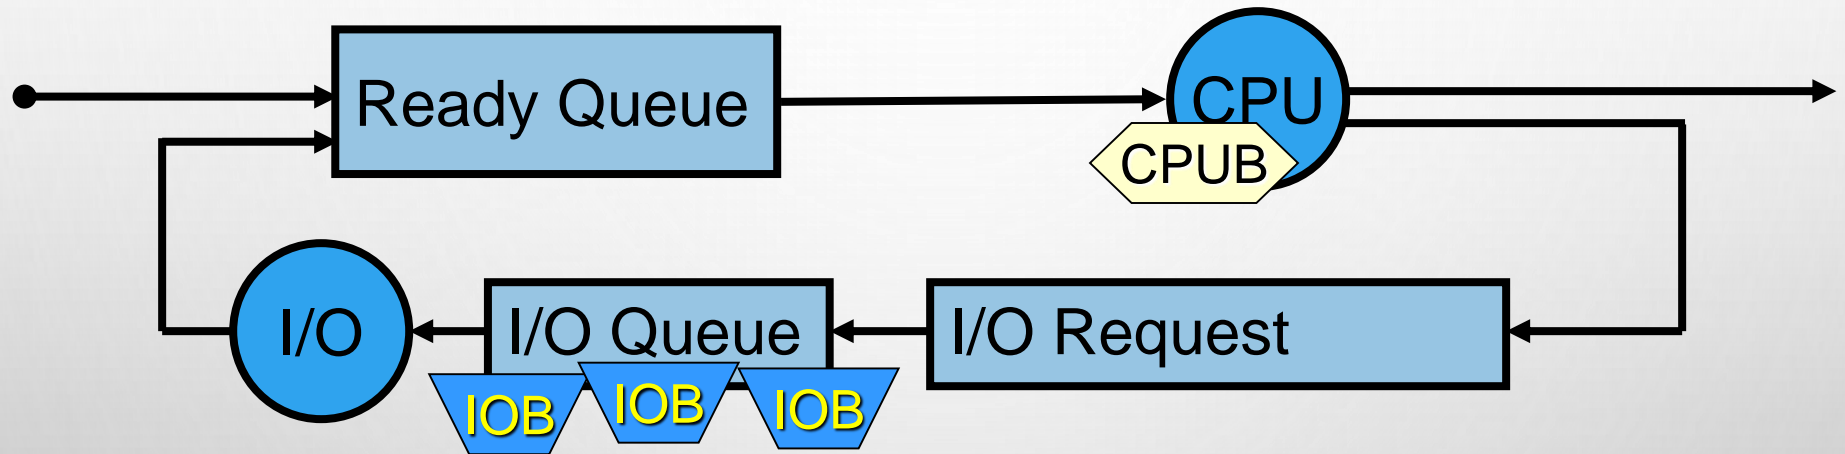 Ready Queue
CPU
CPUB
I/O
I/O Queue
I/O Request
IOB
IOB
IOB